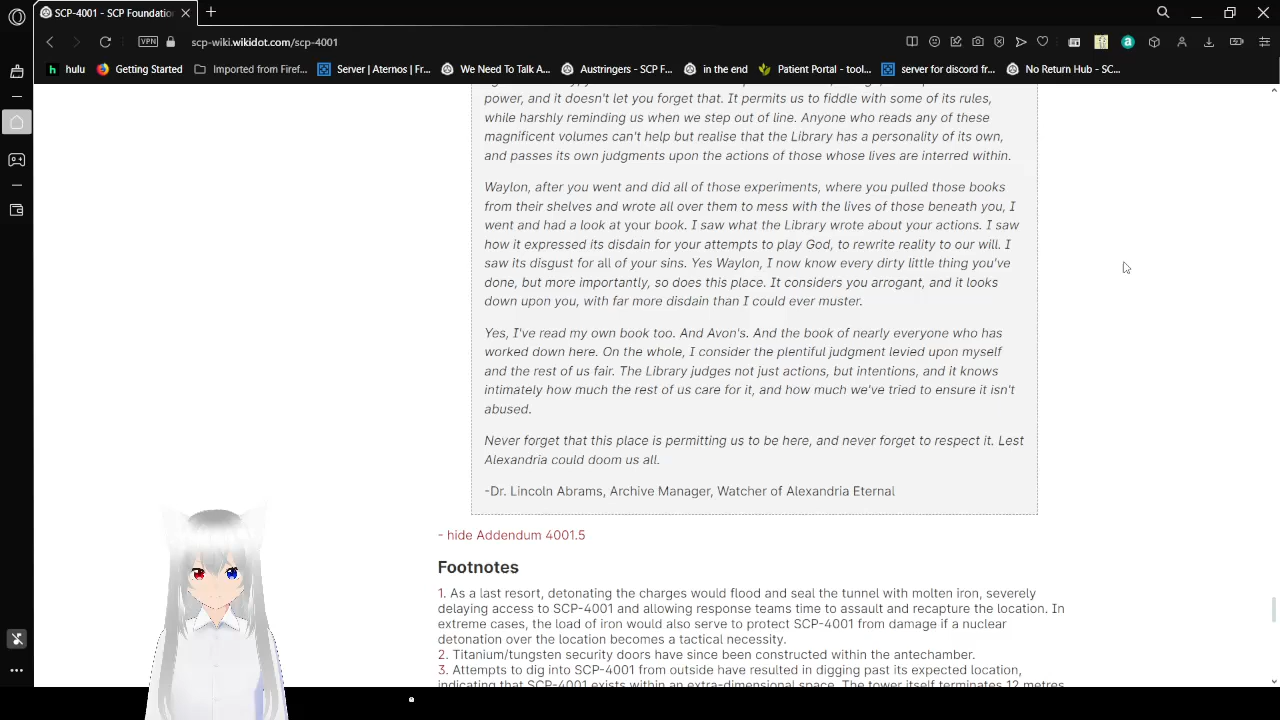 SCP-4001 - SCP Foundatio
VPN
scp-wiki.wikidot.com/scp-4001
hulu
Getting Started
Imported from Firef...
Server | Aternos | Fr...
We Need To Talk A...
Austringers - SCP F...
in the end
Patient Portal - tool...
server for discord fr...
No Return Hub - SC...
power, and it doesn't let you forget that. It permits us to fiddle with some of its rules,
while harshly reminding us when we step out of line. Anyone who reads any of these
magnificent volumes can't help but realise that the Library has a personality of its own,
and passes its own judgments upon the actions of those whose lives are interred within.
Waylon, after you went and did all of those experiments, where you pulled those books
from their shelves and wrote all over them to mess with the lives of those beneath you, I
went and had a look at your book. I saw what the Library wrote about your actions. I saw
how it expressed its disdain for your attempts to play God, to rewrite reality to our will. I
saw its disgust for all of your sins. Yes Waylon, I now know every dirty little thing you've
done, but more importantly, so does this place. It considers you arrogant, and it looks
down upon you, with far more disdain than I could ever muster.
Yes, I've read my own book too. And Avon's. And the book of nearly everyone who has
worked down here. On the whole, I consider the plentiful judgment levied upon myself
and the rest of us fair. The Library judges not just actions, but intentions, and it knows
intimately how much the rest of us care for it, and how much we've tried to ensure it isn't
abused.
Never forget that this place is permitting us to be here, and never forget to respect it. Lest
Alexandria could doom us all.
-Dr. Lincoln Abrams, Archive Manager, Watcher of Alexandria Eternal
- hide Addendum 4001.5
Footnotes
1. As a last resort, detonating the charges would flood and seal the tunnel with molten iron, severely
delaying access to SCP-4001 and allowing response teams time to assault and recapture the location. In
extreme cases, the load of iron would also serve to protect SCP-4001 from damage if a nuclear
detonation over the location becomes a tactical necessity.
2. Titanium/tungsten security doors have since been constructed within the antechamber.
3. Attempts to dig into SCP-4001 from outside have resulted in digging past its expected location,
indicating that SCP-4001 exists within an extra-dimensional space. The tower itself terminates 12 metres